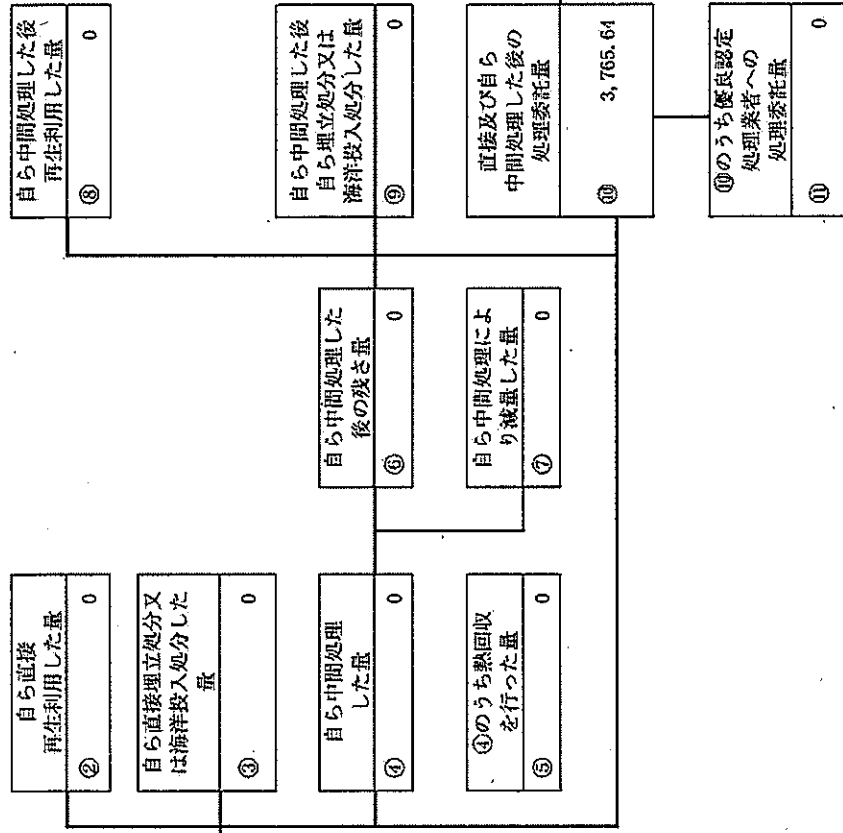 自ら直接
再生利用した量
② 0
自ら直接埋立処分又
は海洋投入処分した
量
③ 0
自ら中間処理
した量
④ 0
④のうち熱回収
を行った量
⑤ 0
自ら中間処理した
後の残さ量
⑥ 0
自ら中間処理によ
り減量した量
⑦ 0
自ら中間処理した後
再生利用した量
⑧ 0
自ら中間処理した後
自ら埋立処分又は
海洋投入処分した量
⑨ 0
直接及び自ら
中間処理した後の
処理委託量
⑩ 3,765.64
⑩のうち優良認定
処理業者への
処理委託量
⑪ 0